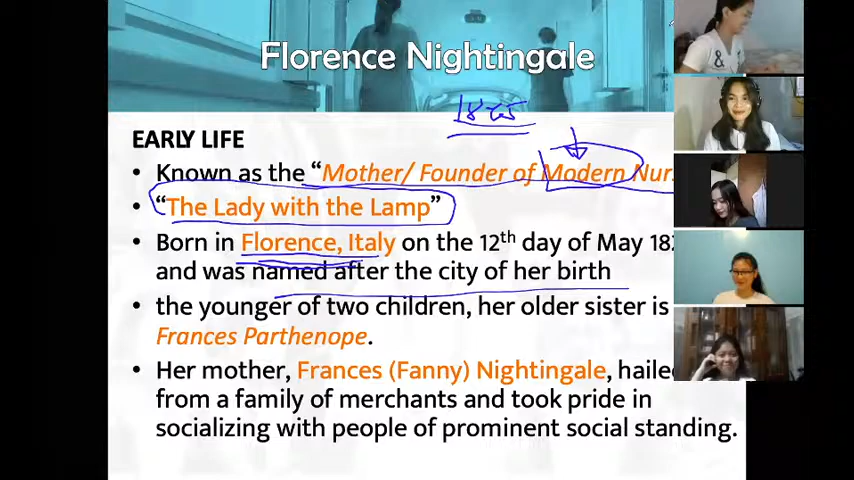 Florence Nightingale
EARLY LIFE
• Known as the “Mother/ Founder of Modern
• “The Lady with the Lamp”
• Born in Florence, Italy on the 12th day of May
and was named after the city of her birth
• the younger of two children, her older sister is
Frances Parthenope.
• Her mother, Frances (Fanny) Nightingale,
from a family of merchants and took pride in
socializing with people of prominent social standing.